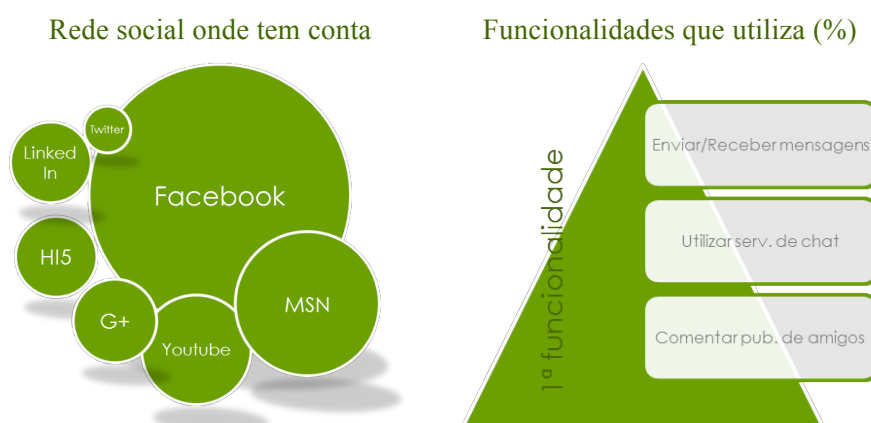 Rede social onde tem conta
Funcionalidades que utiliza (%)
Twitter
Linked
In
Facebook
HI5
MSN
G+
Youtube
1ª funcionalidade
Enviar/Receber mensagens
Utilizar serv. de chat
Comentar pub. de amigos